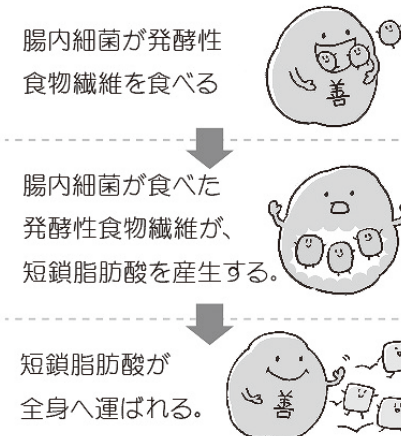 腸内細菌が発酵性
食物繊維を食べる
善
腸内細菌が食べた
発酵性食物繊維が、
短鎖脂肪酸を産生する。
短鎖脂肪酸が
全身へ運ばれる。
善